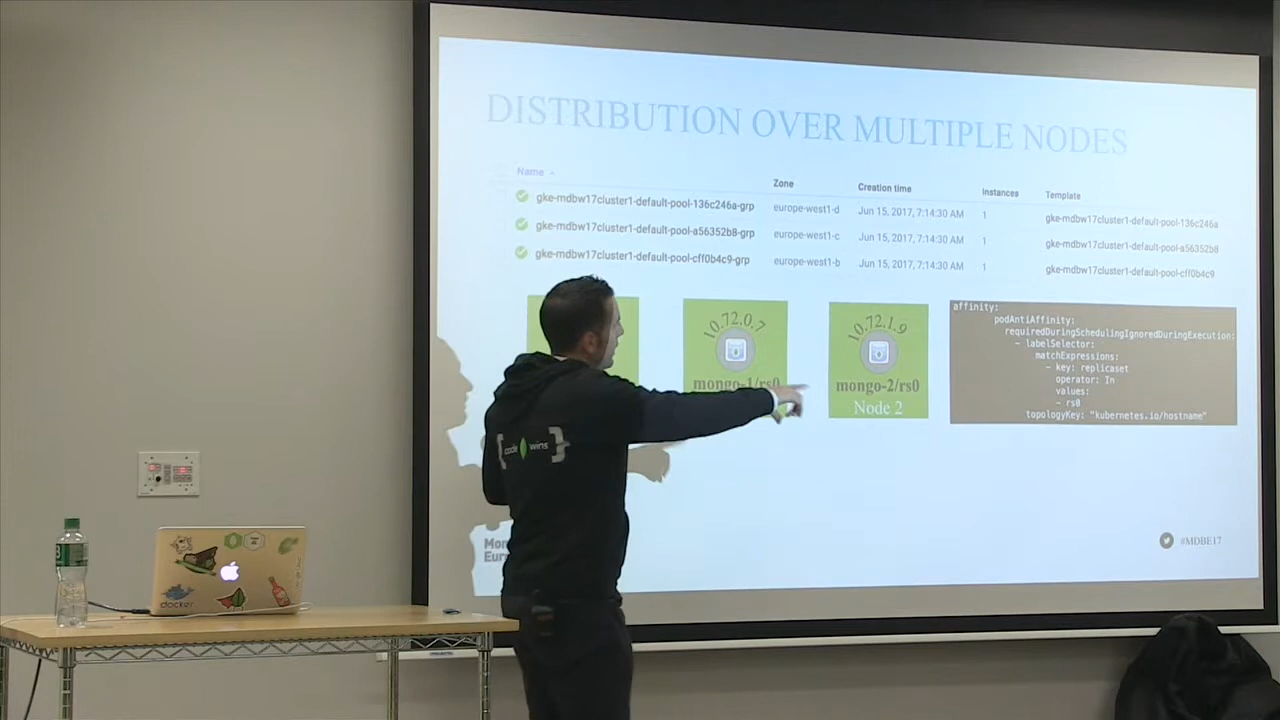 DISTRIBUTION OVER MULTIPLE NODES
Name Zone Creation time Instances Template
gke-mdbw17cluster1-default-pool-136c246a-grp europe-west1-d Jun 15, 2017, 7:14:30 AM 1 gke-mdbw17cluster1-default-pool-136c246a
gke-mdbw17cluster1-default-pool-a56352b8-grp europe-west1-c Jun 15, 2017, 7:14:30 AM 1 gke-mdbw17cluster1-default-pool-a56352b8
gke-mdbw17cluster1-default-pool-cff0b4c9-grp europe-west1-b Jun 15, 2017, 7:14:30 AM 1 gke-mdbw17cluster1-default-pool-cff0b4c9
10.72.0.7
mongo-1/rs0
10.72.1.9
mongo-2/rs0
Node 2
affinity:
podAntiAffinity:
requiredDuringSchedulingIgnoredDuringExecution:
- labelSelector:
matchExpressions:
- key: replicaset
operator: In
values:
- rs0
topologyKey: "kubernetes.io/hostname"
{ code wins }
#MDBE17
docker